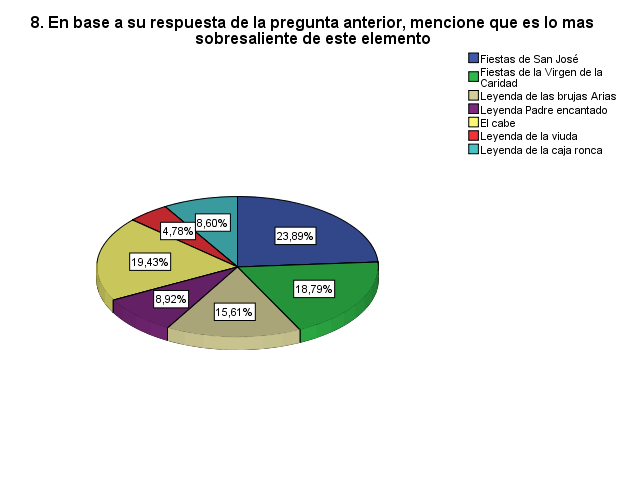 8. En base a su respuesta de la pregunta anterior, mencione que es lo mas
sobresaliente de este elemento
Fiestas de San José
Fiestas de la Virgen de la
Caridad
Leyenda de las brujas Arias
Leyenda Padre encantado
El cabe
Leyenda de la viuda
Leyenda de la caja ronca
8,60%
4,78%
23,89%
19,43%
18,79%
8,92%
15,61%